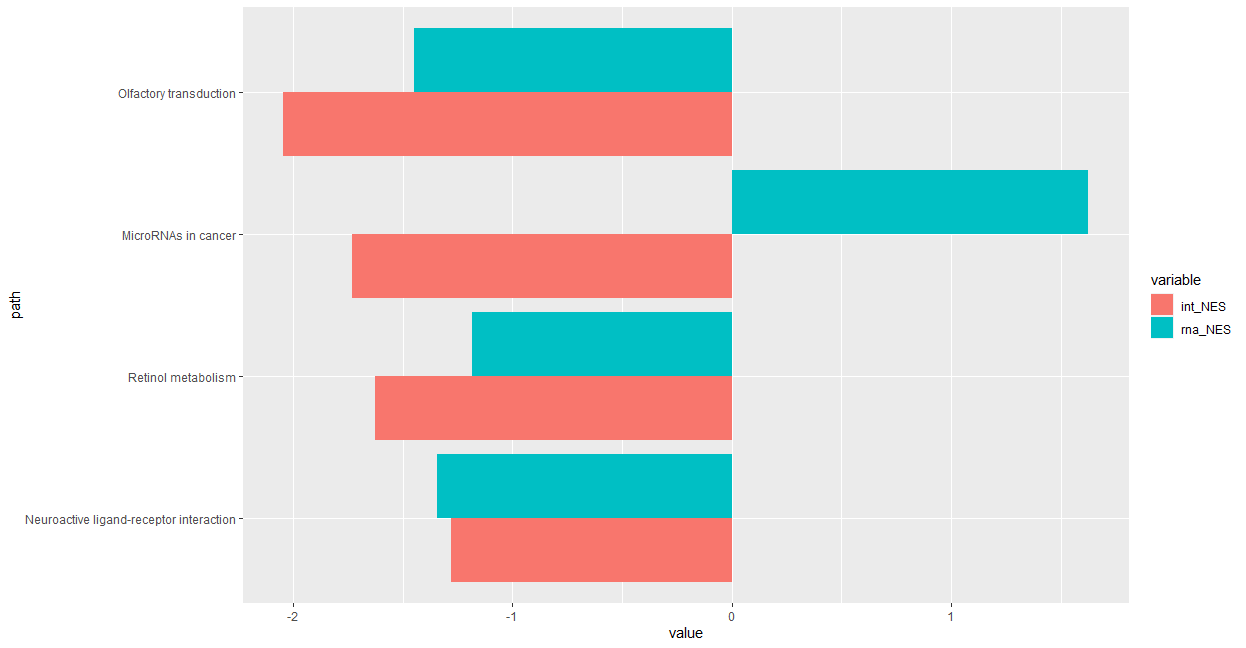 Olfactory transduction
MicroRNAs in cancer
Retinol metabolism
Neuroactive ligand-receptor interaction
path
-2
-1
0
1
value
variable
int_NES
rna_NES